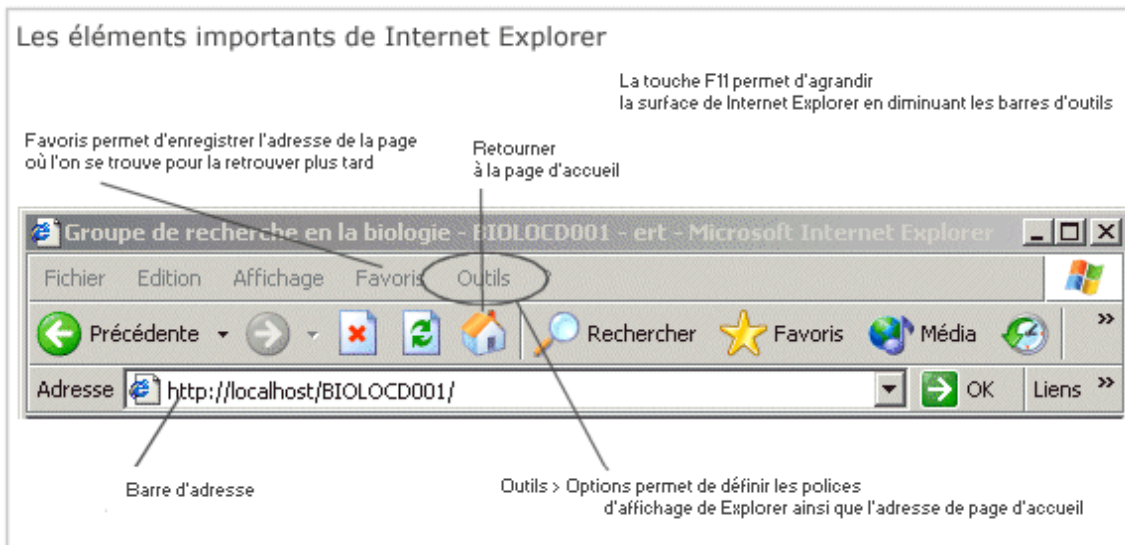 Les éléments importants de Internet Explorer
La touche F11 permet d'agrandir
la surface de Internet Explorer en diminuant les barres d'outils
Favoris permet d'enregistrer l'adresse de la page
où l'on se trouve pour la retrouver plus tard
Retourner
à la page d'accueil
Groupe de recherche en la biologie - BIOLOCD001 - ert - Microsoft Internet Explorer
Fichier Edition Affichage Favoris Outils ?
Précédente Rechercher Favoris Média »
Adresse http://localhost/BIOLOCD001/ OK Liens »
Barre d'adresse
Outils > Options permet de définir les polices
d'affichage de Explorer ainsi que l'adresse de page d'accueil